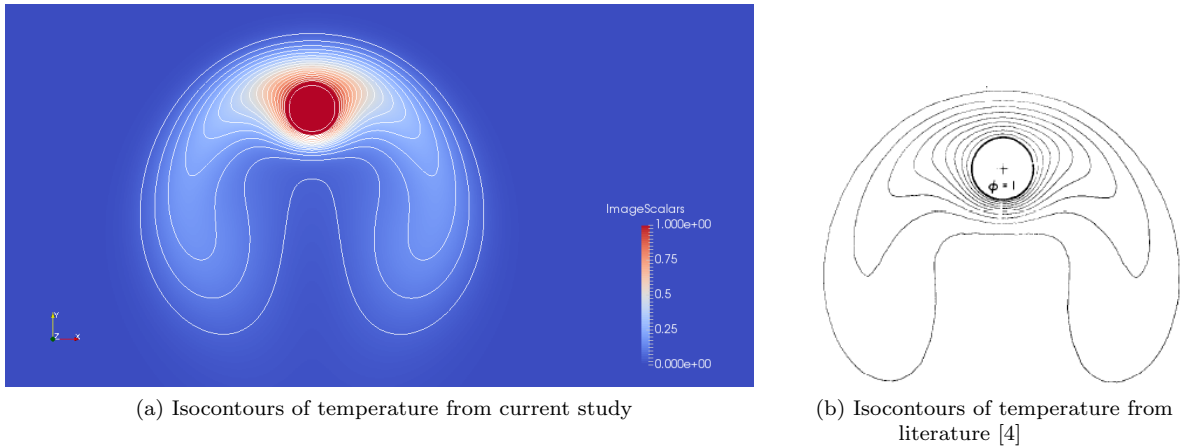 ImageScalars
1.000e+00
0.75
0.5
0.25
0.000e+00
Y
Z
X
ϕ = 1
(a) Isocontours of temperature from current study
(b) Isocontours of temperature from
literature [4]